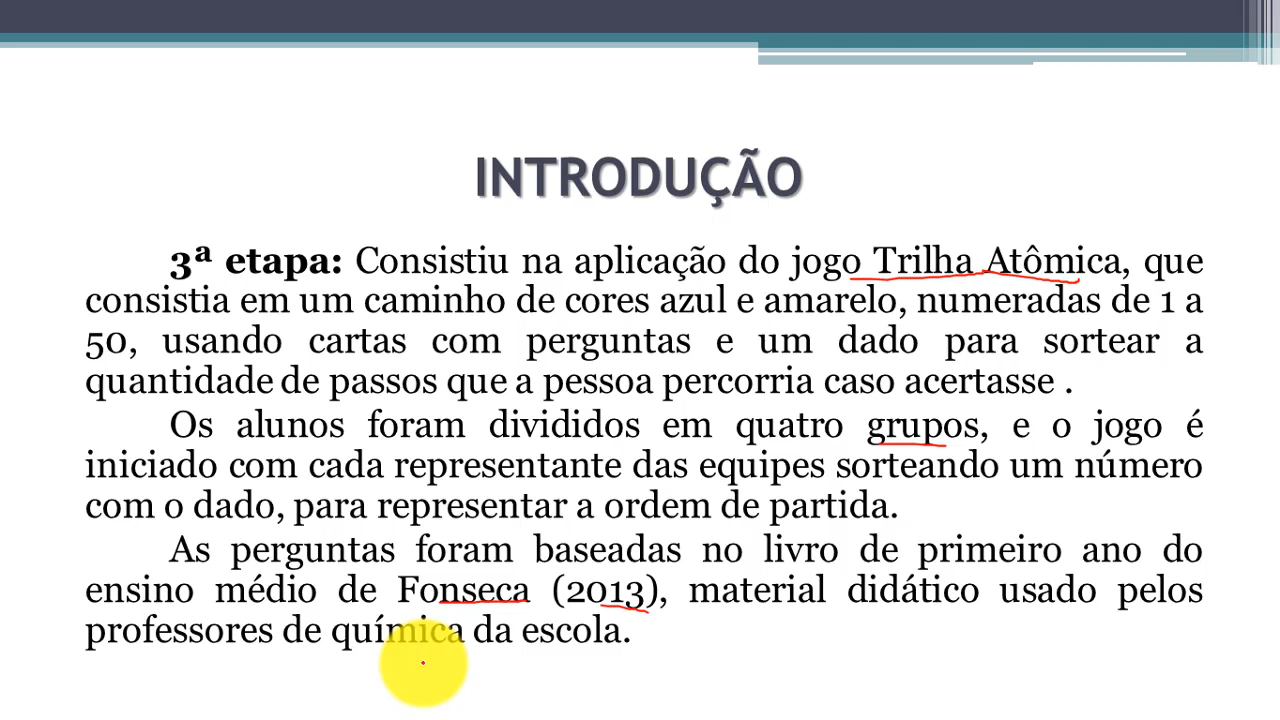 INTRODUÇÃO
3ª etapa: Consistiu na aplicação do jogo Trilha Atômica, que
consistia em um caminho de cores azul e amarelo, numeradas de 1 a
50, usando cartas com perguntas e um dado para sortear a
quantidade de passos que a pessoa percorria caso acertasse .
Os alunos foram divididos em quatro grupos, e o jogo é
iniciado com cada representante das equipes sorteando um número
com o dado, para representar a ordem de partida.
As perguntas foram baseadas no livro de primeiro ano do
ensino médio de Fonseca (2013), material didático usado pelos
professores de química da escola.